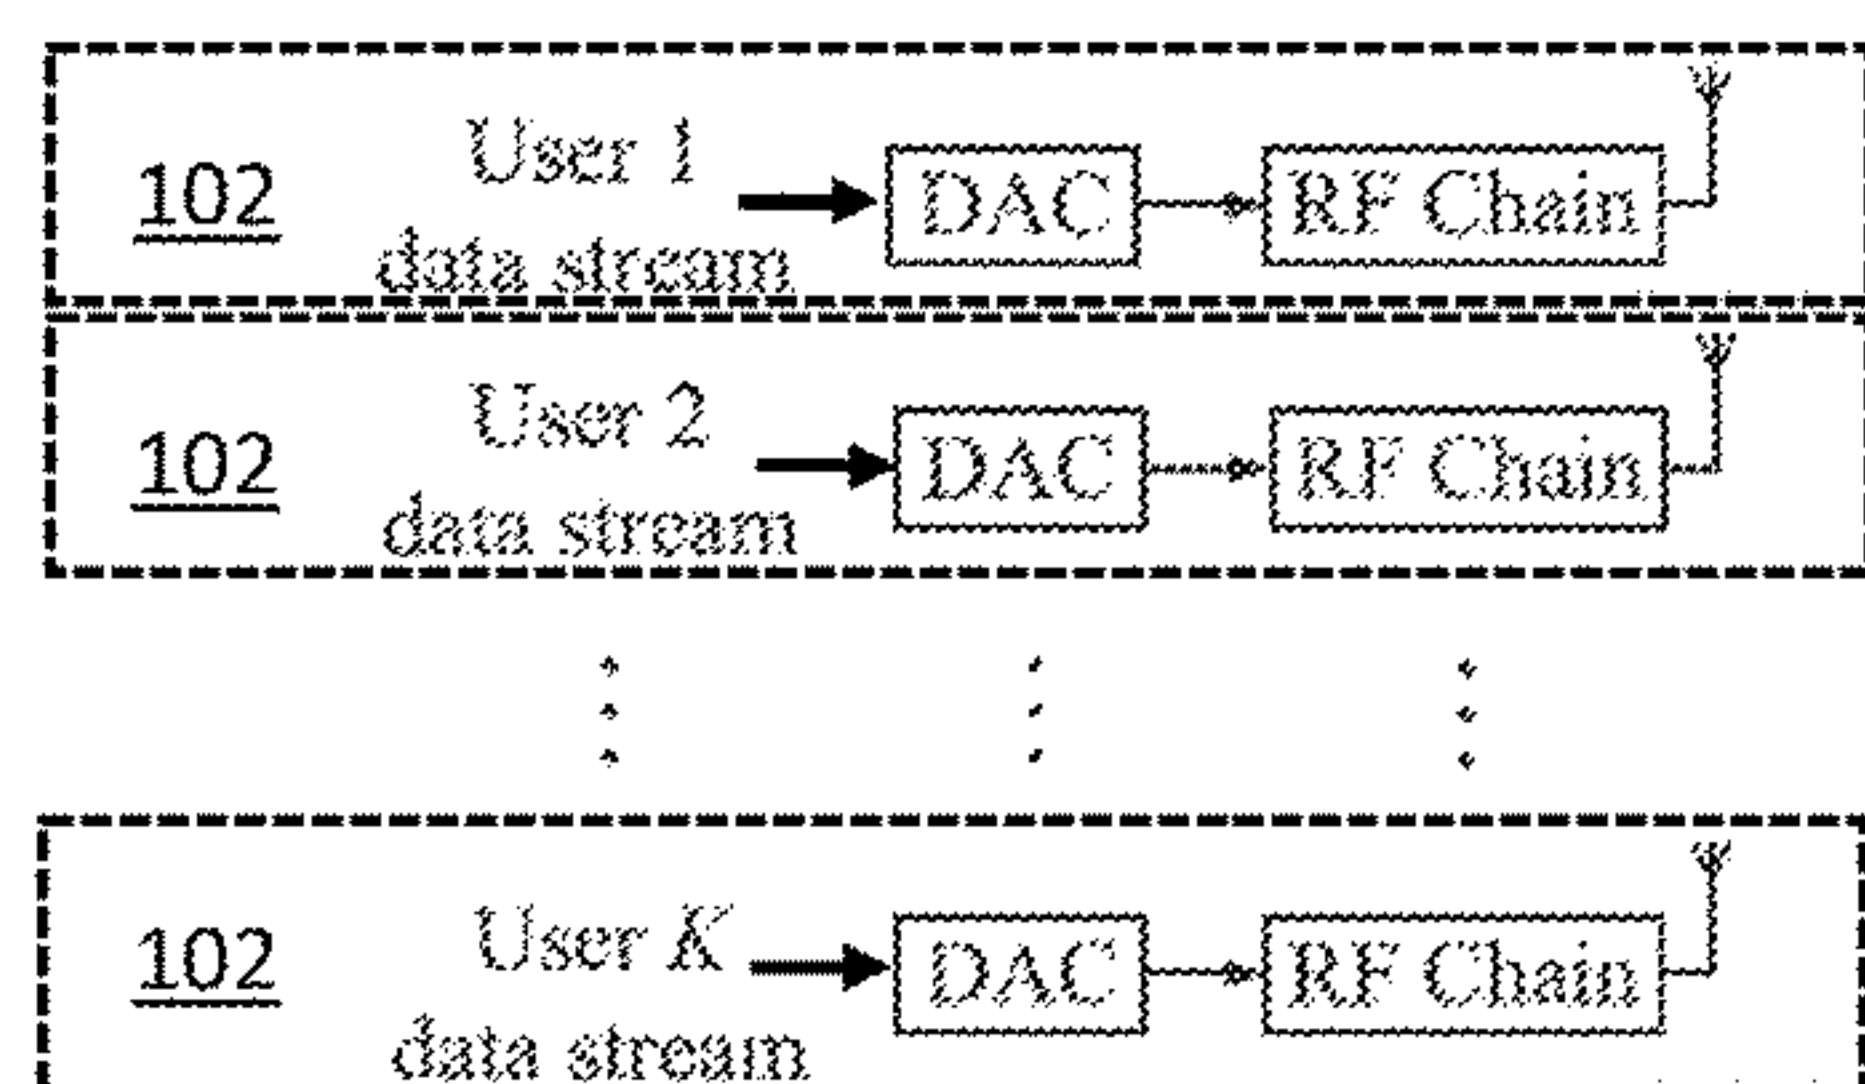 User 1
102 DAC RF Chain
data stream
User 2
102 DAC RF Chain
data stream
User K
102 DAC RF Chain
data stream